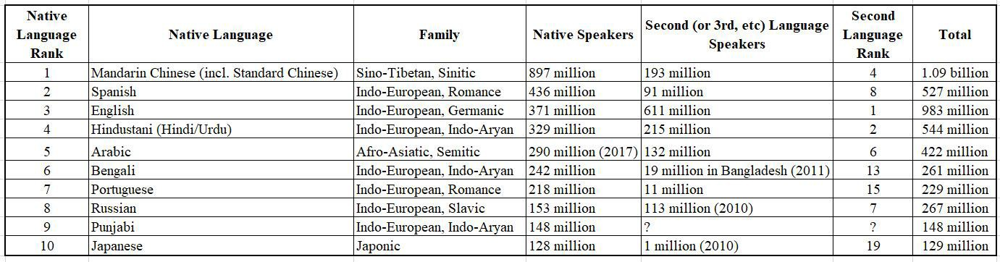 Native Language Rank | Native Language | Family | Native Speakers | Second (or 3rd, etc) Language Speakers | Second Language Rank | Total
1 | Mandarin Chinese (incl. Standard Chinese) | Sino-Tibetan, Sinitic | 897 million | 193 million | 4 | 1.09 billion
2 | Spanish | Indo-European, Romance | 436 million | 91 million | 8 | 527 million
3 | English | Indo-European, Germanic | 371 million | 611 million | 1 | 983 million
4 | Hindustani (Hindi/Urdu) | Indo-European, Indo-Aryan | 329 million | 215 million | 2 | 544 million
5 | Arabic | Afro-Asiatic, Semitic | 290 million (2017) | 132 million | 6 | 422 million
6 | Bengali | Indo-European, Indo-Aryan | 242 million | 19 million in Bangladesh (2011) | 13 | 261 million
7 | Portuguese | Indo-European, Romance | 218 million | 11 million | 15 | 229 million
8 | Russian | Indo-European, Slavic | 153 million | 113 million (2010) | 7 | 267 million
9 | Punjabi | Indo-European, Indo-Aryan | 148 million | ? | ? | 148 million
10 | Japanese | Japonic | 128 million | 1 million (2010) | 19 | 129 million